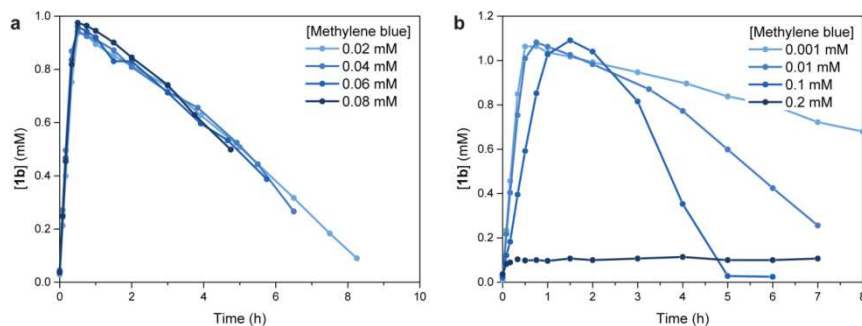 a
[Methylene blue]
0.02 mM
0.04 mM
0.06 mM
0.08 mM
[1b] (mM)
1.0
0.8
0.6
0.4
0.2
0.0
0 2 4 6 8 10
Time (h)
b
[Methylene blue]
0.001 mM
0.01 mM
0.1 mM
0.2 mM
[1b] (mM)
1.2
1.0
0.8
0.6
0.4
0.2
0.0
0 1 2 3 4 5 6 7 8
Time (h)